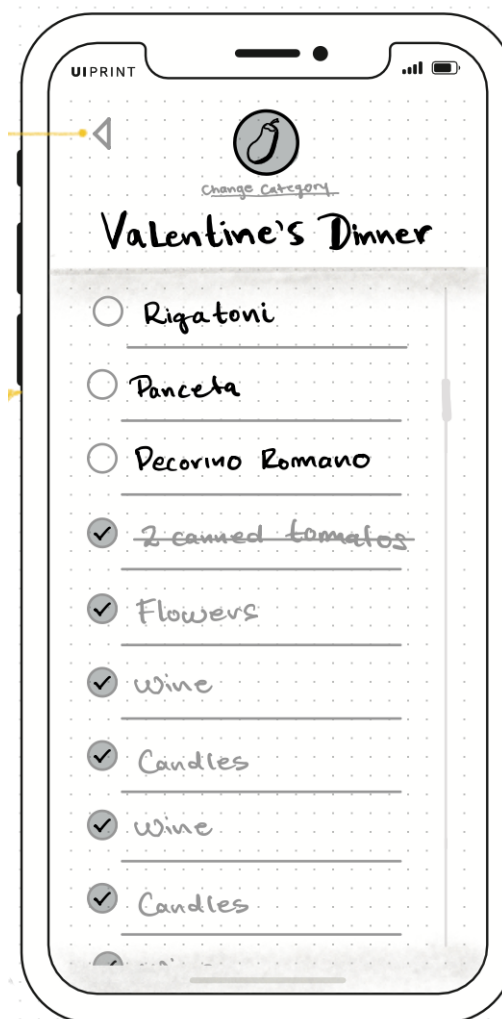 UIPRINT
Change Category
Valentine's Dinner
Rigatoni
Panceta
Pecorino Romano
2 canned tomatos
Flowers
Wine
Candles
Wine
Candles